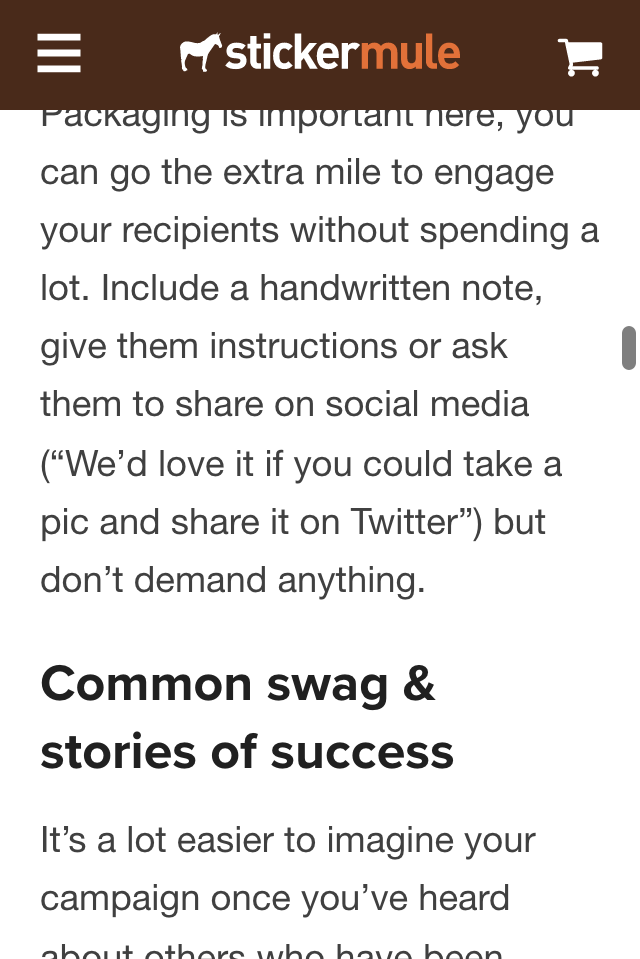 stickermule
Packaging is important here, you
can go the extra mile to engage
your recipients without spending a
lot. Include a handwritten note,
give them instructions or ask
them to share on social media
(“We’d love it if you could take a
pic and share it on Twitter”) but
don’t demand anything.
Common swag &
stories of success
It’s a lot easier to imagine your
campaign once you’ve heard
about others who have been